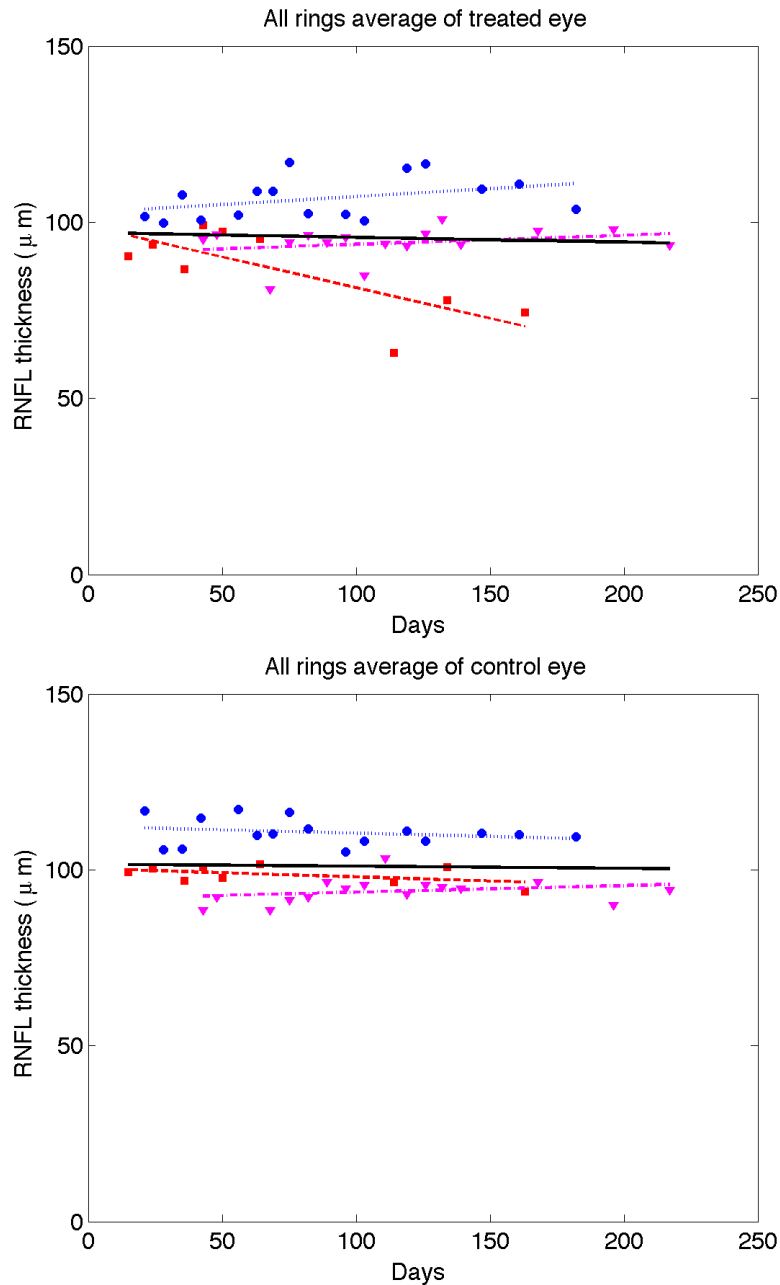 All rings average of treated eye
150
100
50
0
RNFL thickness ( μ m)
0 50 100 150 200 250
Days
All rings average of control eye
150
100
50
0
RNFL thickness ( μ m)
0 50 100 150 200 250
Days